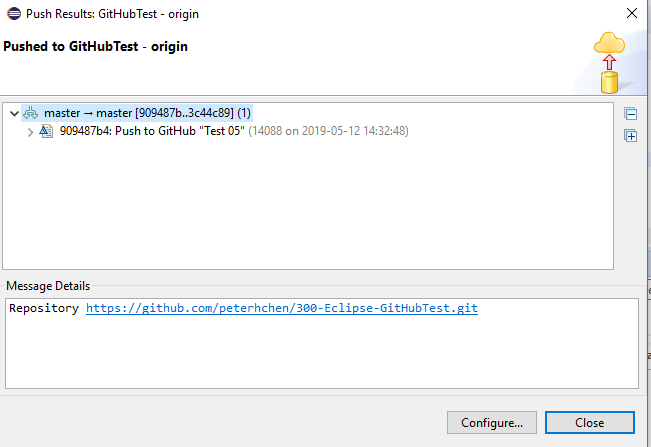 Push Results: GitHubTest - origin
Pushed to GitHubTest - origin
master → master [909487b..3c44c89] (1)
909487b4: Push to GitHub "Test 05" (14088 on 2019-05-12 14:32:48)
Message Details
Repository https://github.com/peterhchen/300-Eclipse-GitHubTest.git
Configure...
Close